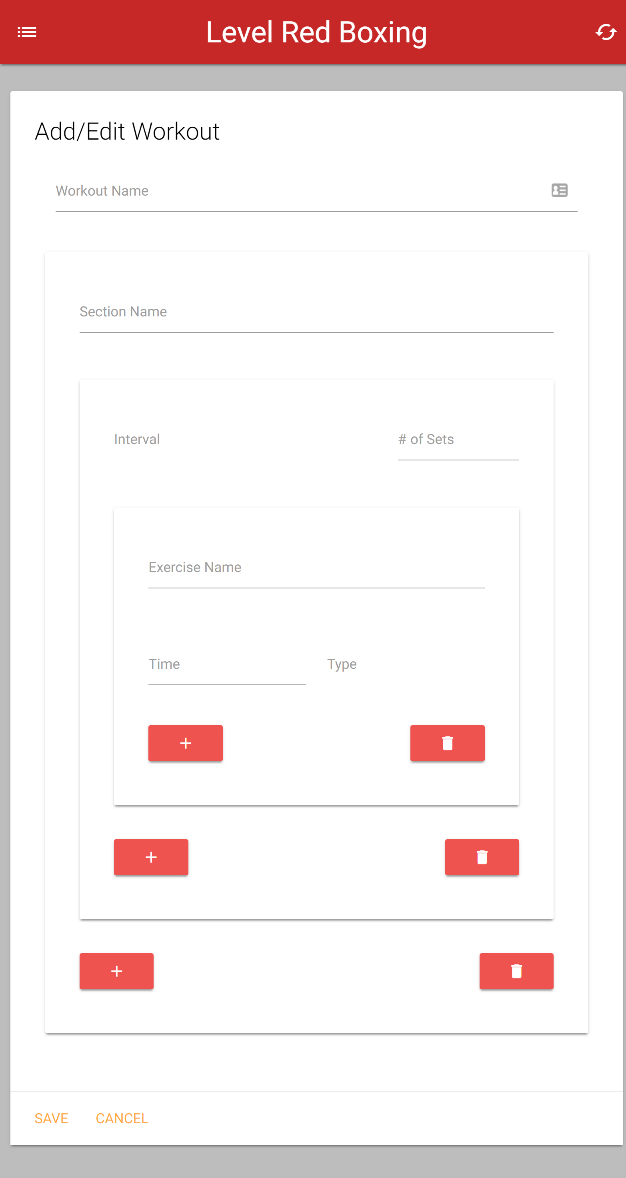 Level Red Boxing
Add/Edit Workout
Workout Name
Section Name
Interval # of Sets
Exercise Name
Time Type
SAVE CANCEL